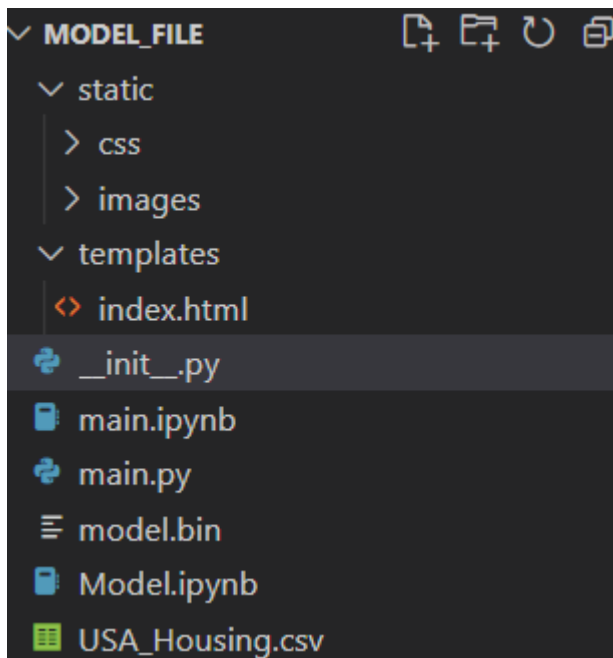 MODEL_FILE
static
css
images
templates
index.html
__init__.py
main.ipynb
main.py
model.bin
Model.ipynb
USA_Housing.csv